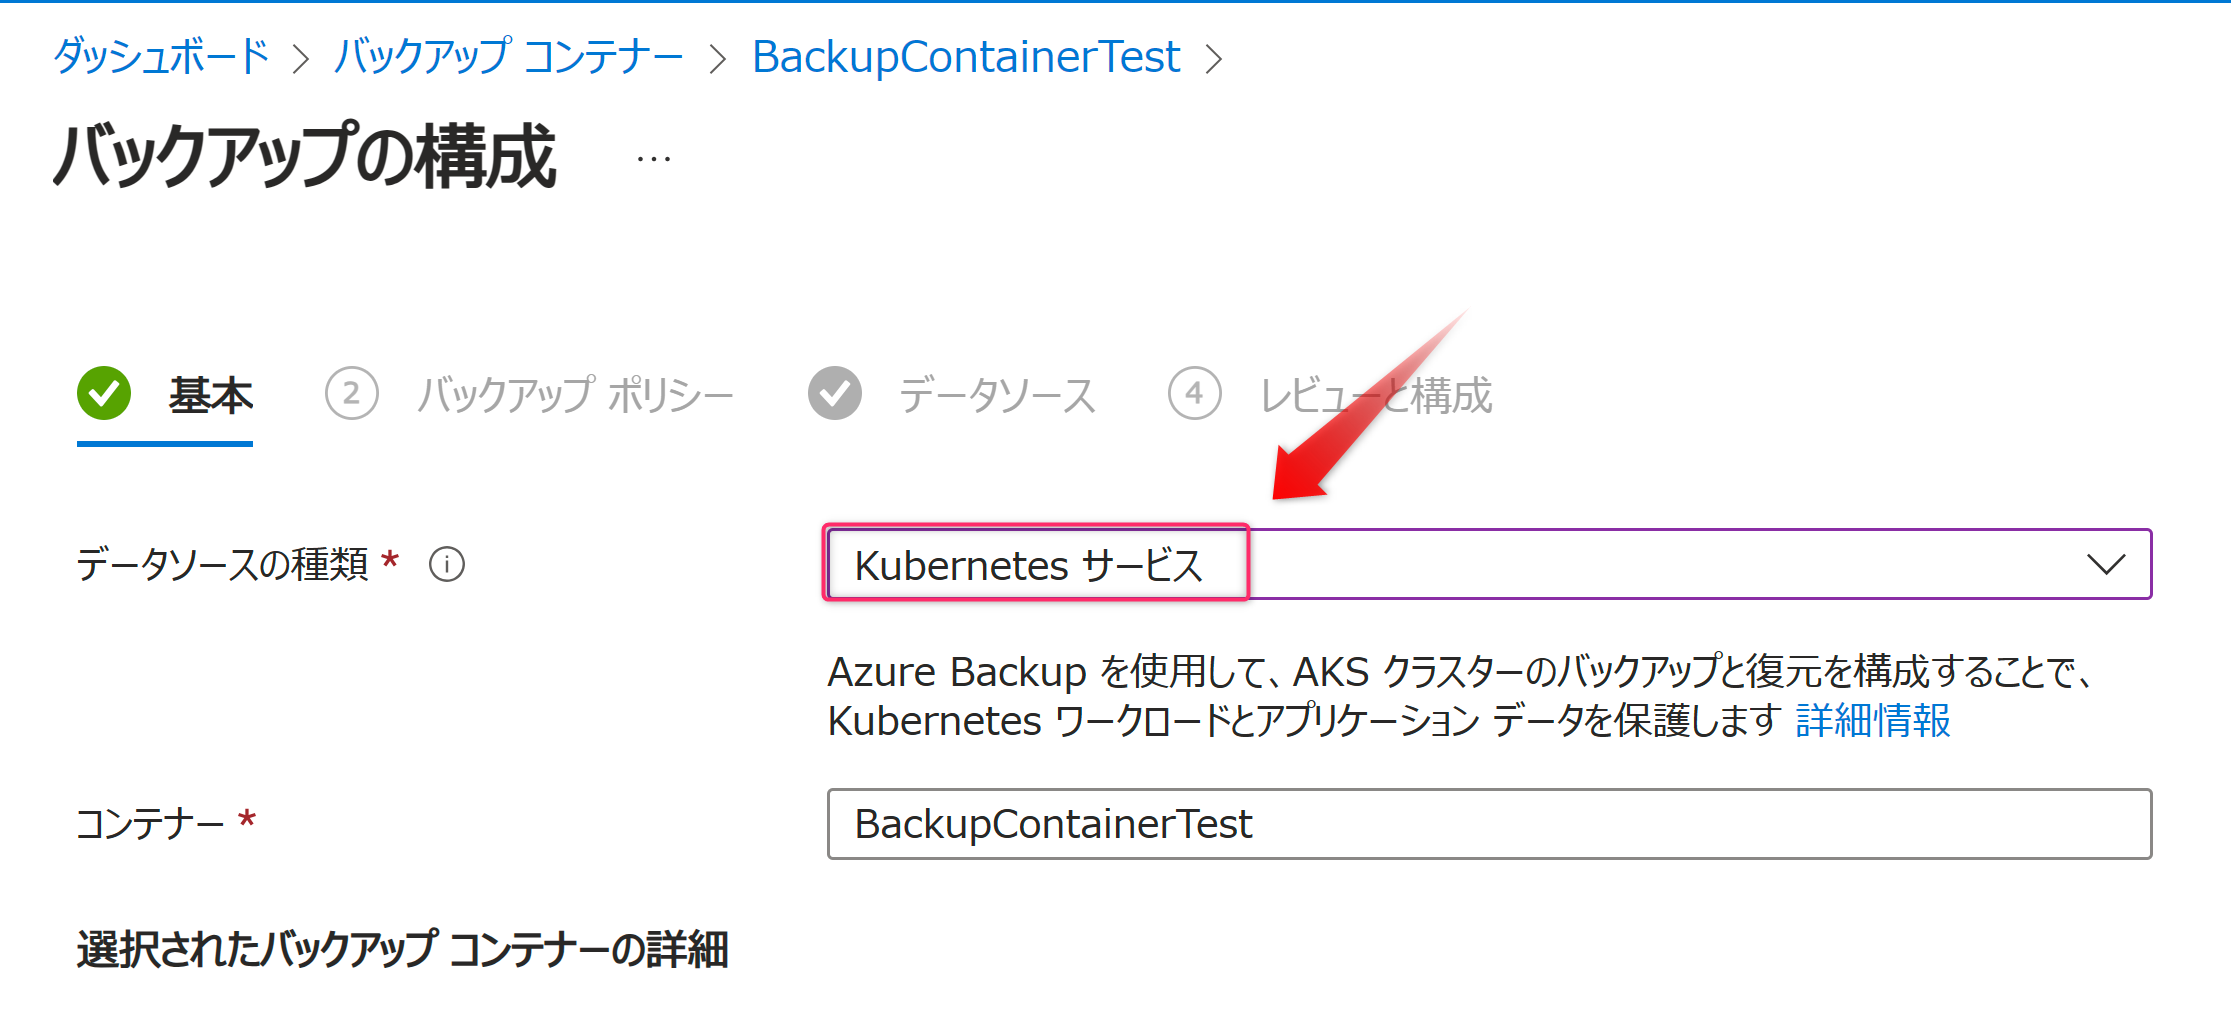 ダッシュボード > バックアップ コンテナー > BackupContainerTest >
バックアップの構成 ...
基本 2 バックアップ ポリシー データソース 4 レビューと構成
データソースの種類 * Kubernetes サービス
Azure Backup を使用して、AKS クラスターのバックアップと復元を構成することで、
Kubernetes ワークロードとアプリケーション データを保護します 詳細情報
コンテナー * BackupContainerTest
選択されたバックアップ コンテナーの詳細